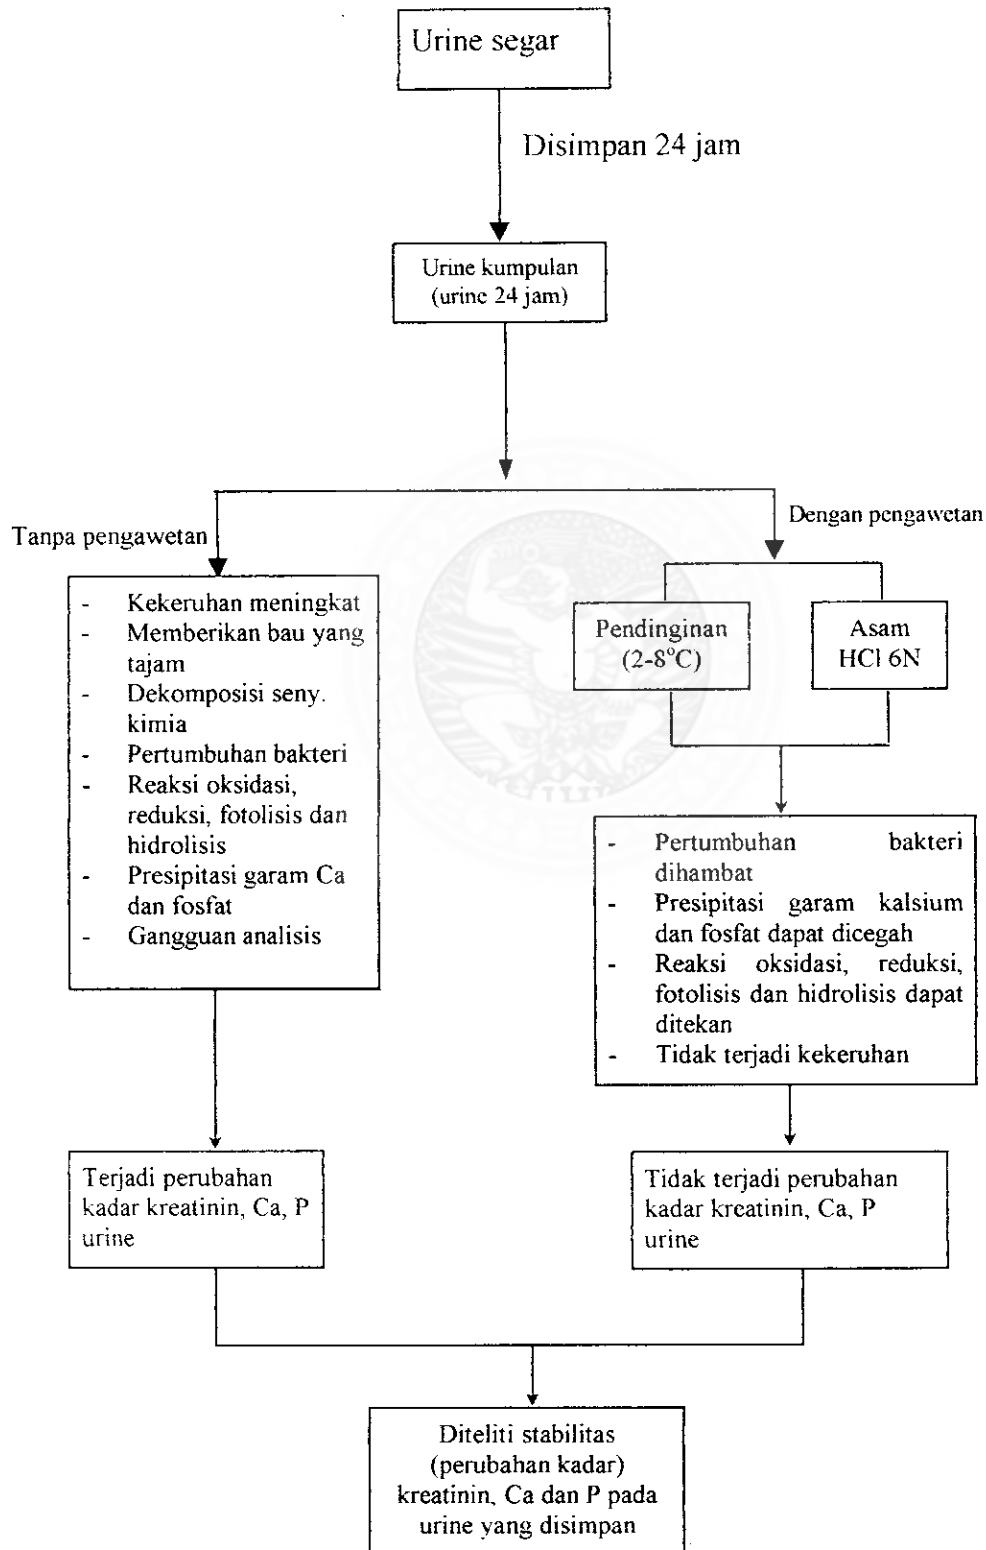 Urine segar
Disimpan 24 jam
Urine kumpulan
(urine 24 jam)
Tanpa pengawetan
Dengan pengawetan
- Kekeruhan meningkat
- Memberikan bau yang
tajam
- Dekomposisi seny.
kimia
- Pertumbuhan bakteri
- Reaksi oksidasi,
reduksi, fotolisis dan
hidrolisis
- Presipitasi garam Ca
dan fosfat
- Gangguan analisis
Pendinginan
(2-8°C)
Asam
HCl 6N
- Pertumbuhan bakteri
dihambat
- Presipitasi garam kalsium
dan fosfat dapat dicegah
- Reaksi oksidasi, reduksi,
fotolisis dan hidrolisis dapat
ditekan
- Tidak terjadi kekeruhan
Terjadi perubahan
kadar kreatinin, Ca, P
urine
Tidak terjadi perubahan
kadar kreatinin, Ca, P
urine
Diteliti stabilitas
(perubahan kadar)
kreatinin, Ca dan P pada
urine yang disimpan